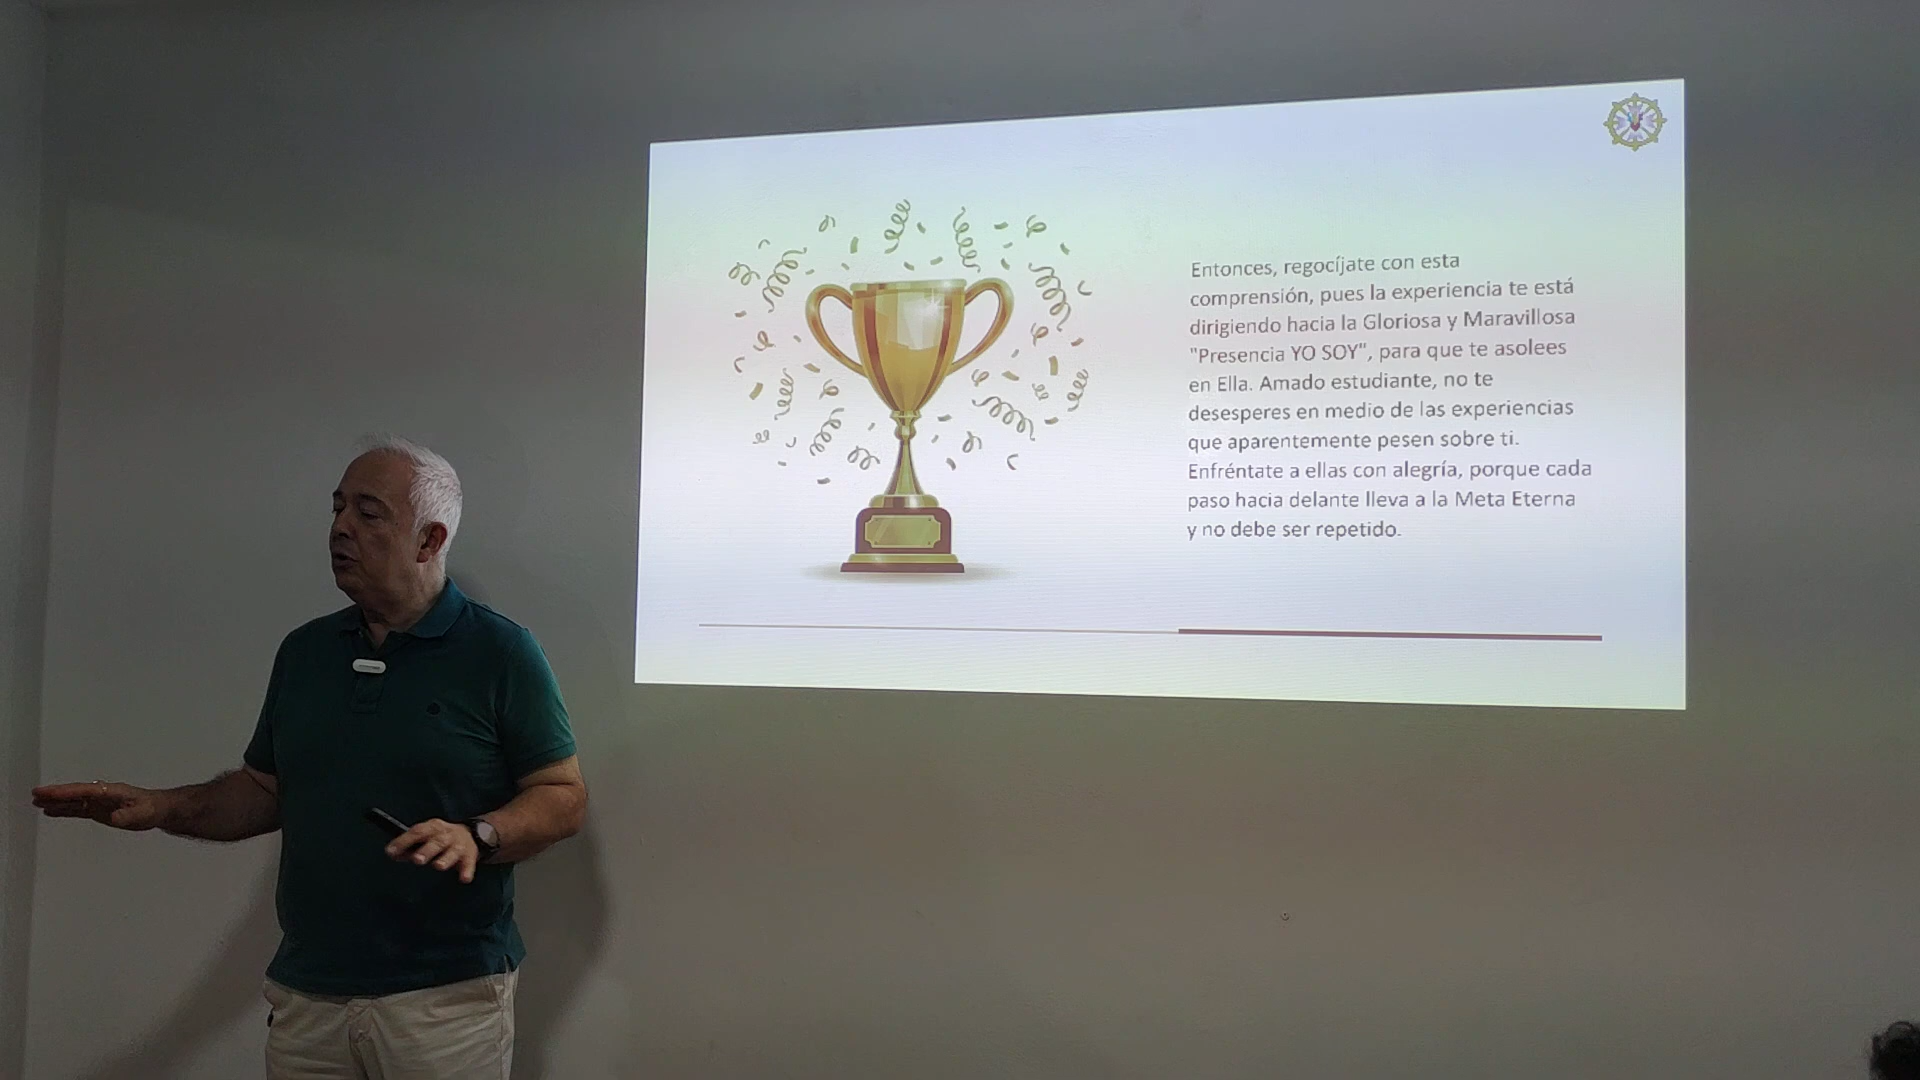 Entonces, regocíjate con esta
comprensión, pues la experiencia te está
dirigiendo hacia la Gloriosa y Maravillosa
"Presencia YO SOY", para que te asolees
en Ella. Amado estudiante, no te
desesperes en medio de las experiencias
que aparentemente pesen sobre ti.
Enfréntate a ellas con alegría, porque cada
paso hacia delante lleva a la Meta Eterna
y no debe ser repetido.